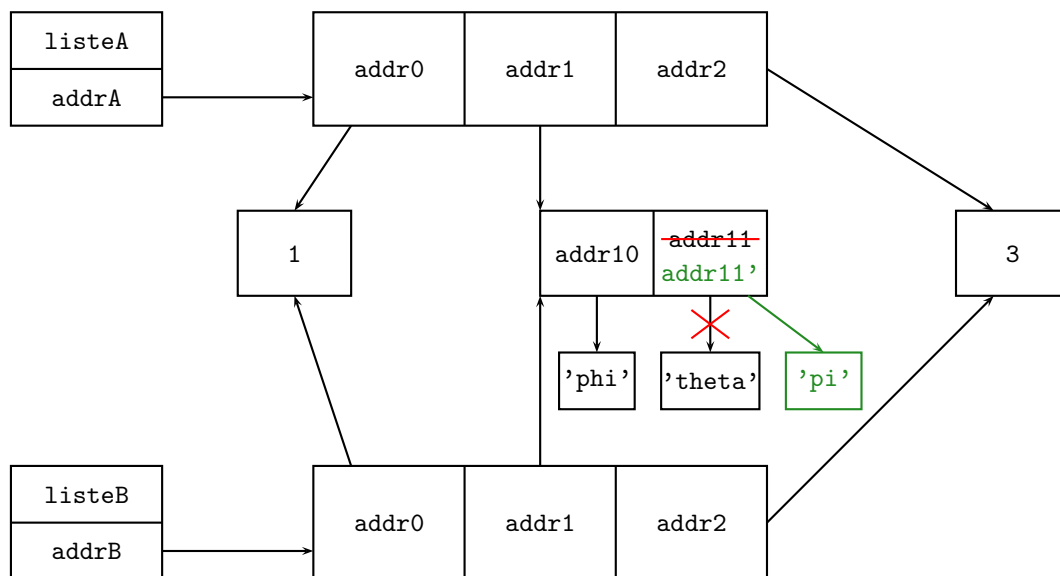 listeA
addrA
addr0 addr1 addr2
1
addr10
addr11
addr11'
3
’phi’ ’theta’ ’pi’
listeB
addrB
addr0 addr1 addr2